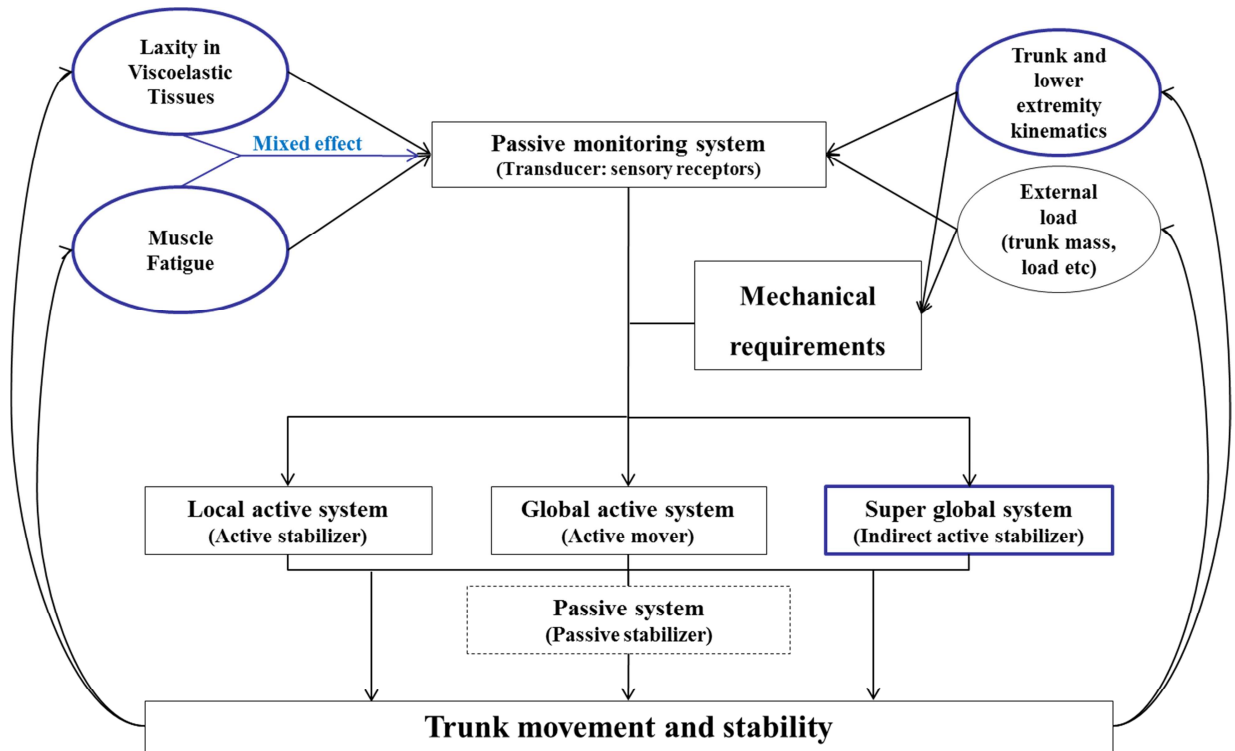 Laxity in
Viscoelastic
Tissues
Mixed effect
Muscle
Fatigue
Passive monitoring system
(Transducer: sensory receptors)
Trunk and
lower
extremity
kinematics
External
load
(trunk mass,
load etc)
Mechanical
requirements
Local active system
(Active stabilizer)
Global active system
(Active mover)
Super global system
(Indirect active stabilizer)
Passive system
(Passive stabilizer)
Trunk movement and stability